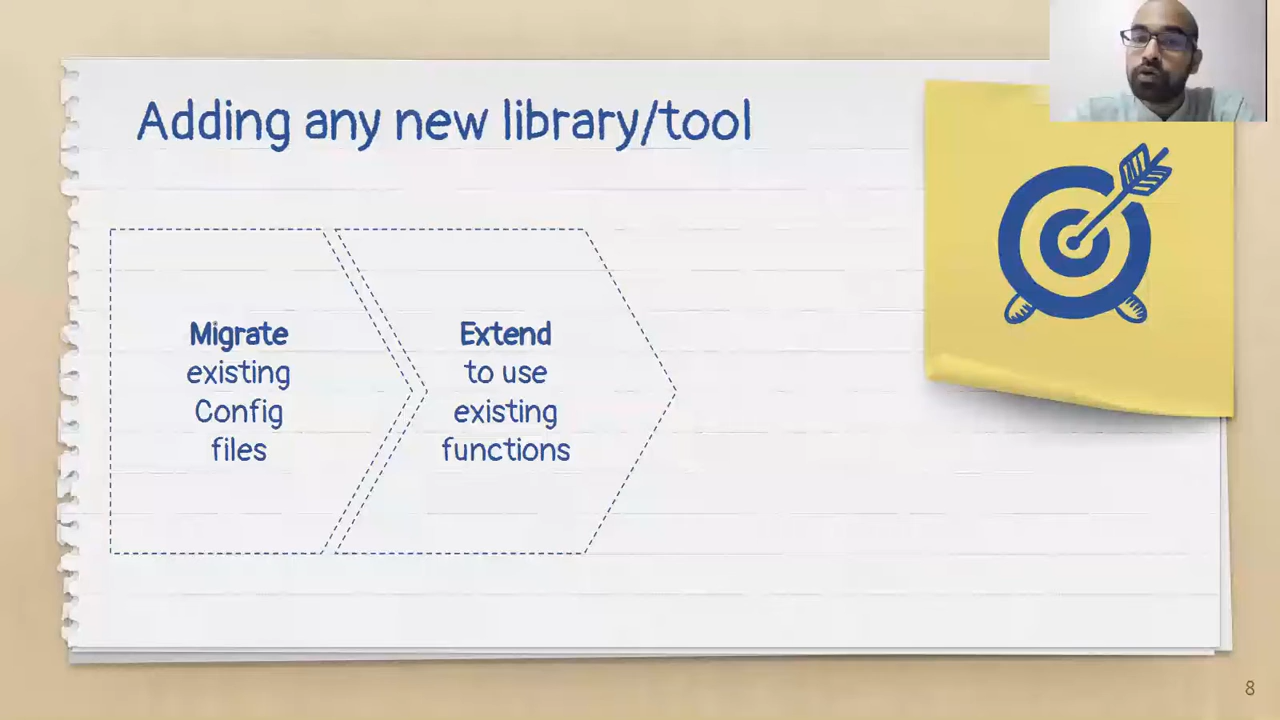 Adding any new library/tool
Migrate
existing
Config
files
Extend
to use
existing
functions
8